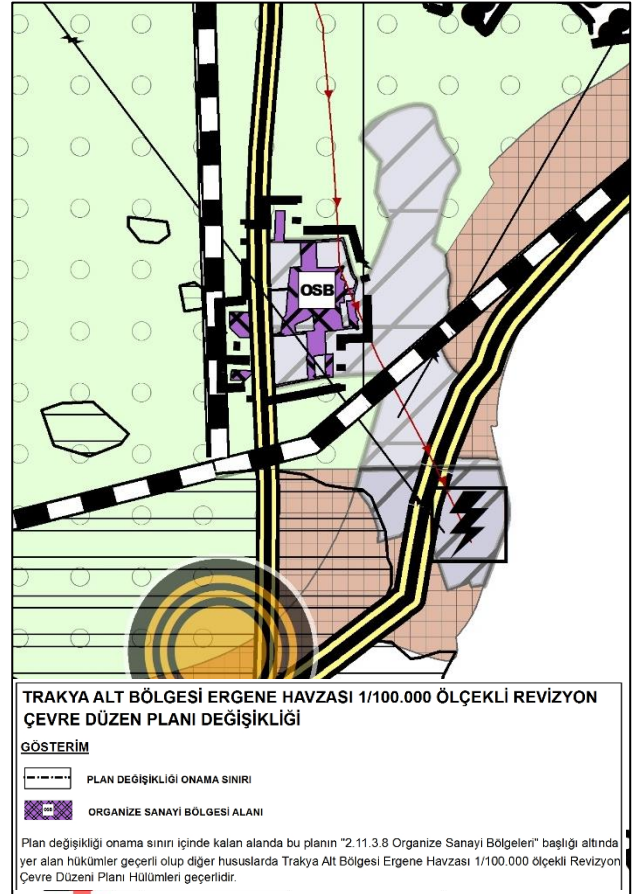 OSB
TRAKYA ALT BÖLGESİ ERGENE HAVZASI 1/100.000 ÖLÇEKLİ REVİZYON
ÇEVRE DÜZEN PLANI DEĞİŞİKLİĞİ
GÖSTERİM
PLAN DEĞİŞİKLİĞİ ONAMA SINIRI
OSB
ORGANİZE SANAYİ BÖLGESİ ALANI
Plan değişikliği onama sınırı içinde kalan alanda bu planın "2.11.3.8 Organize Sanayi Bölgeleri" başlığı altında
yer alan hükümler geçerli olup diğer hususlarda Trakya Alt Bölgesi Ergene Havzası 1/100.000 ölçekli Revizyon
Çevre Düzeni Planı Hülümleri geçerlidir.